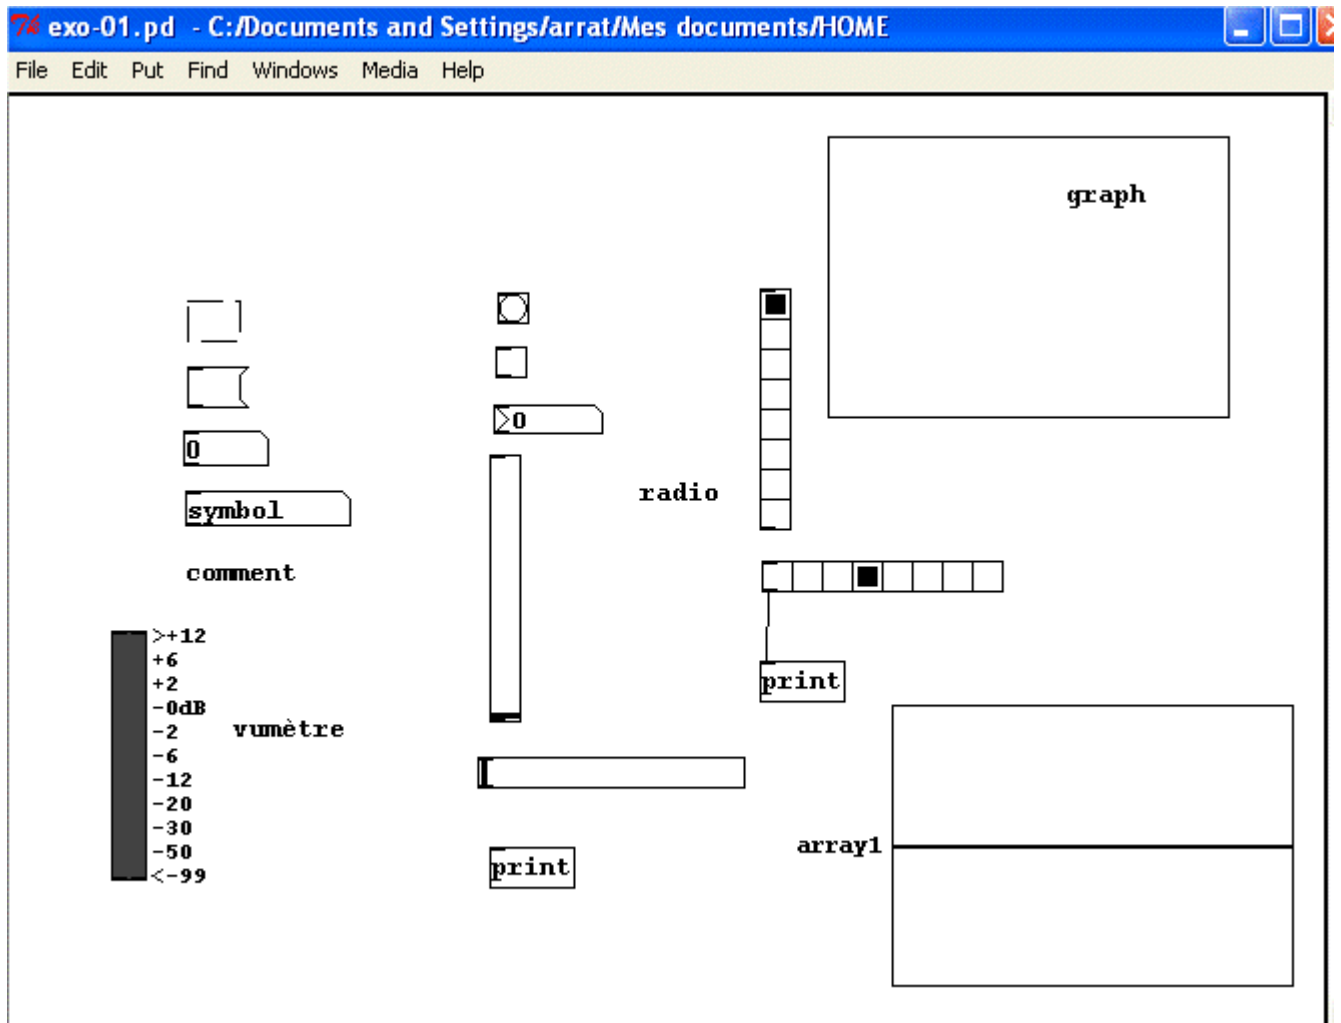 exo-01.pd - C:/Documents and Settings/arrat/Mes documents/HOME
File Edit Put Find Windows Media Help
graph
0
0
symbol
radio
comment
>+12
+6
+2
-0dB
-2
-6
-12
-20
-30
-50
<-99
vumètre
print
print
array1